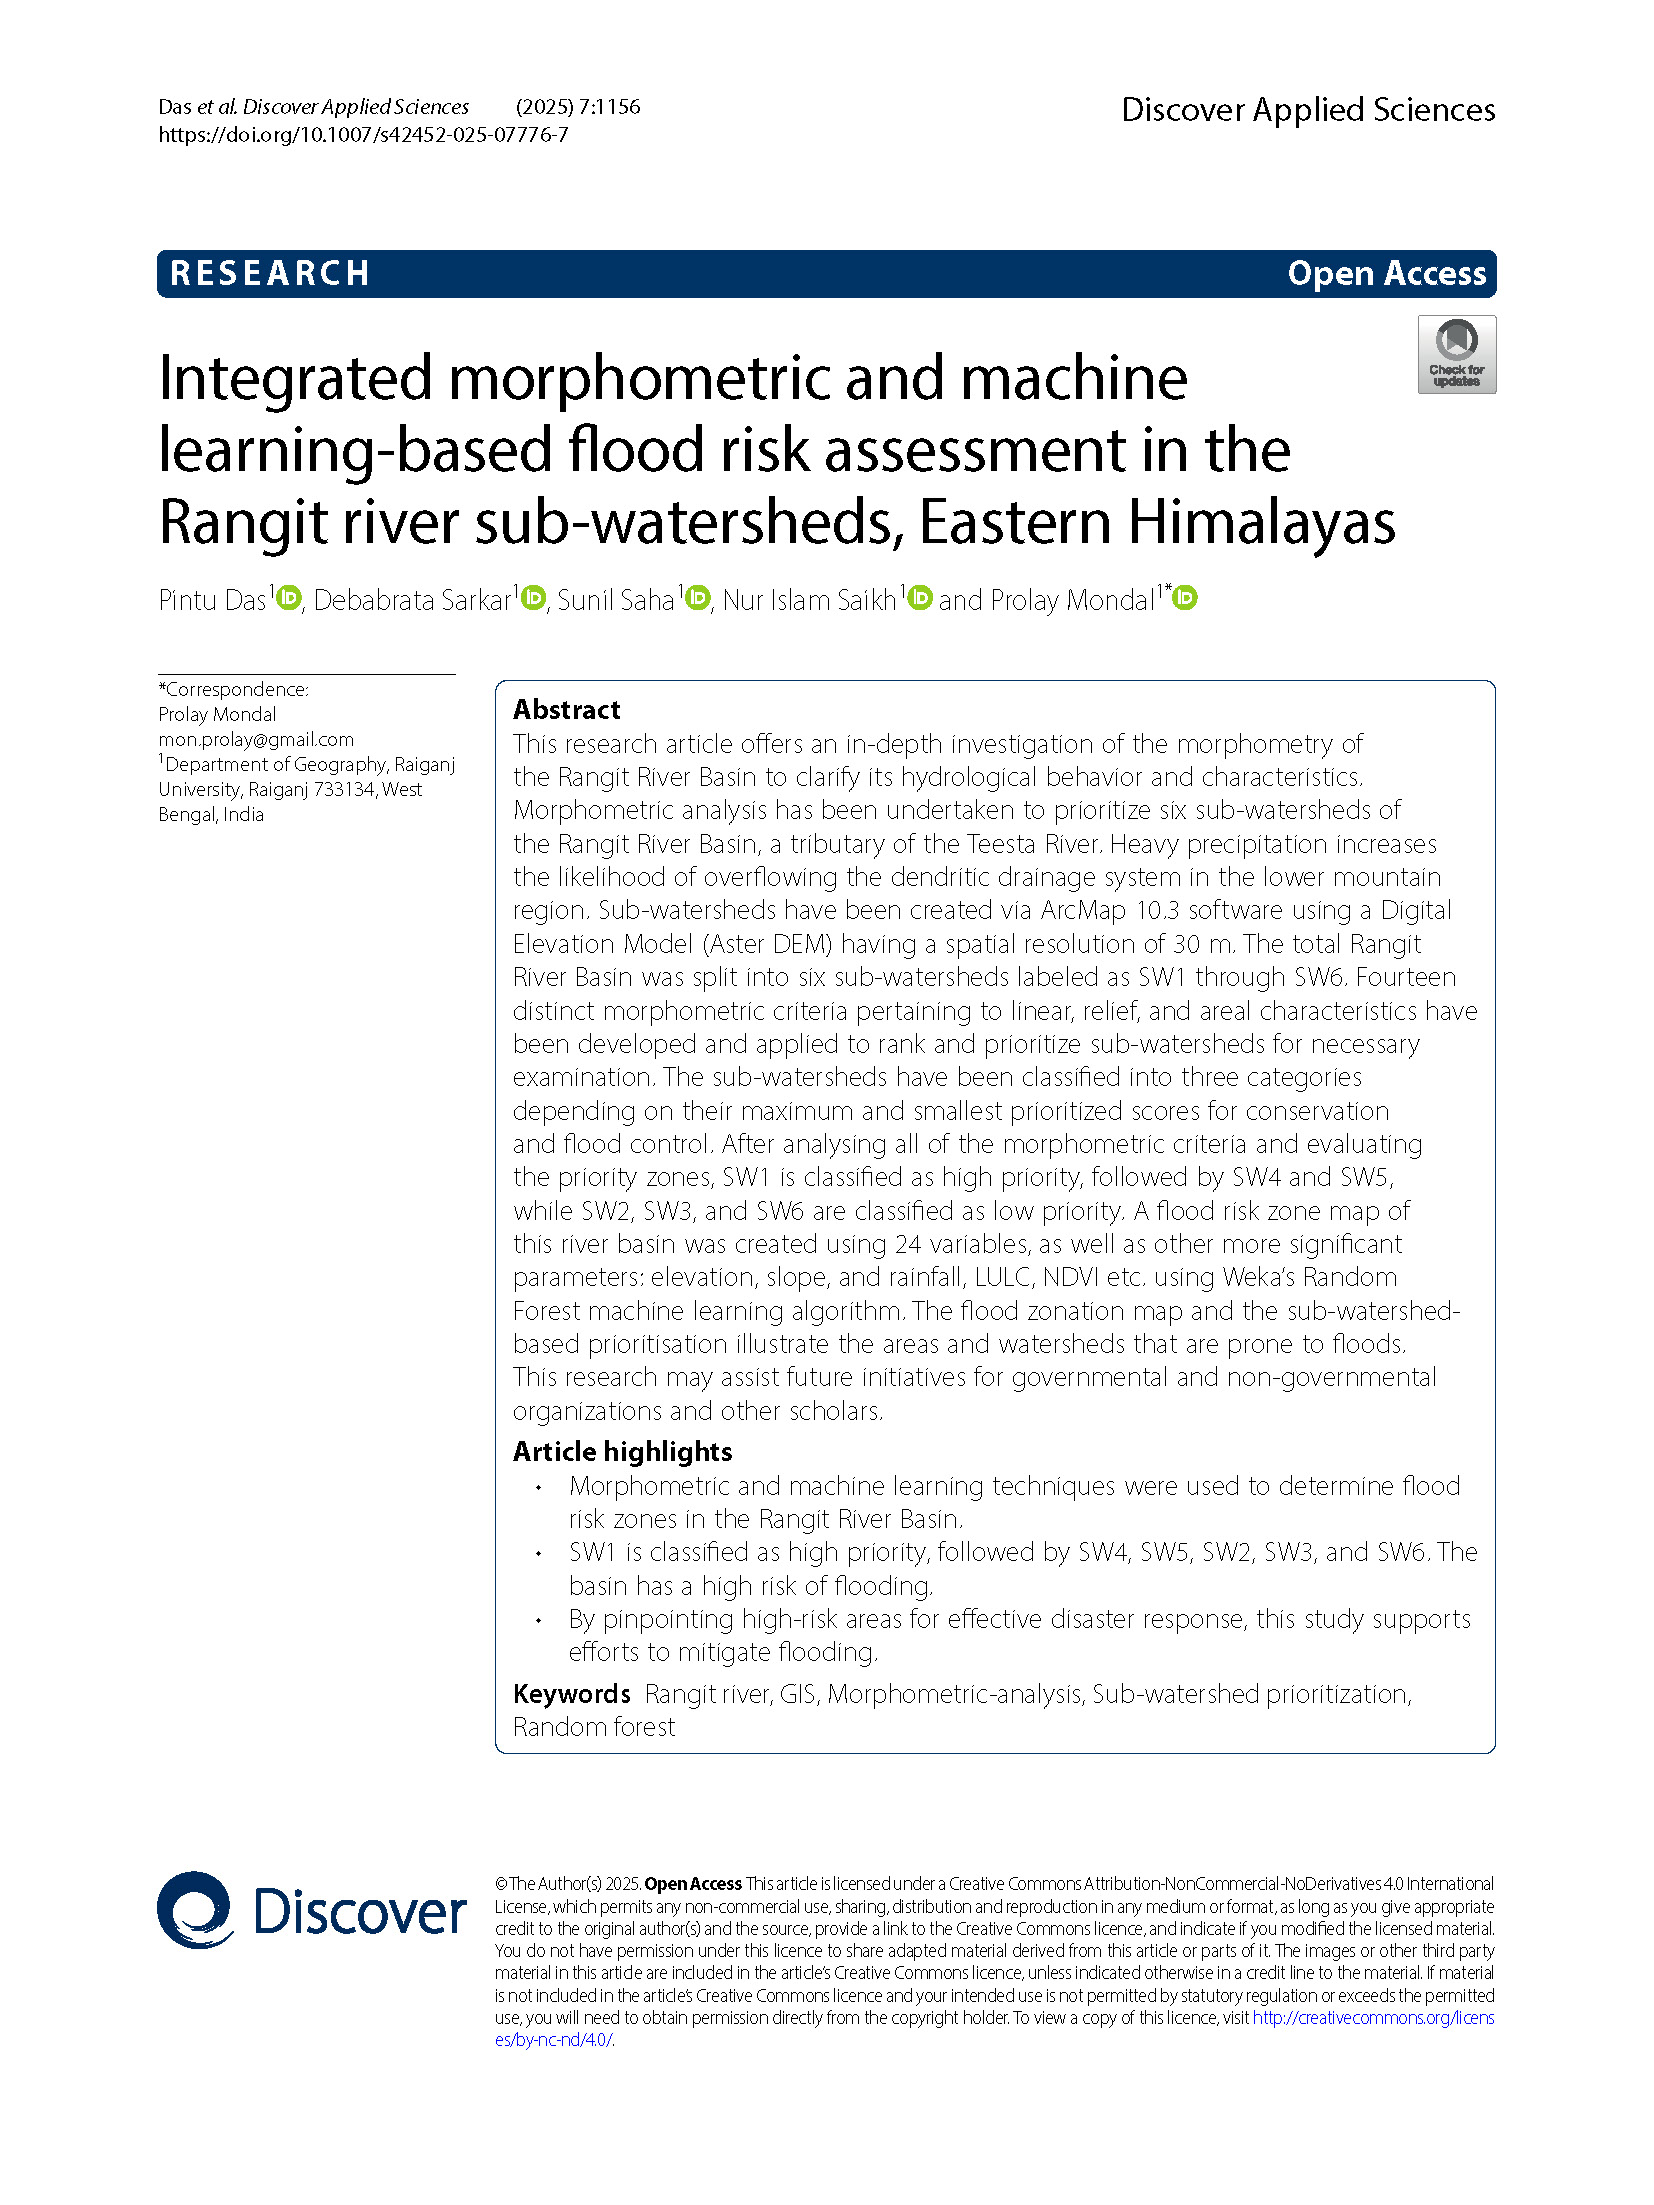 Das et al. Discover Applied Sciences (2025) 7:1156
https://doi.org/10.1007/s42452-025-07776-7
Discover Applied Sciences
RESEARCH
Open Access
Check for
updates
Integrated morphometric and machine
learning-based flood risk assessment in the
Rangit river sub-watersheds, Eastern Himalayas
Pintu Das1, Debabrata Sarkar1, Sunil Saha1, Nur Islam Saikh1 and Prolay Mondal1*
*Correspondence:
Prolay Mondal
mon.prolay@gmail.com
1Department of Geography, Raiganj
University, Raiganj 733134, West
Bengal, India
Abstract
This research article offers an in-depth investigation of the morphometry of
the Rangit River Basin to clarify its hydrological behavior and characteristics.
Morphometric analysis has been undertaken to prioritize six sub-watersheds of
the Rangit River Basin, a tributary of the Teesta River. Heavy precipitation increases
the likelihood of overflowing the dendritic drainage system in the lower mountain
region. Sub-watersheds have been created via ArcMap 10.3 software using a Digital
Elevation Model (Aster DEM) having a spatial resolution of 30 m. The total Rangit
River Basin was split into six sub-watersheds labeled as SW1 through SW6. Fourteen
distinct morphometric criteria pertaining to linear, relief, and areal characteristics have
been developed and applied to rank and prioritize sub-watersheds for necessary
examination. The sub-watersheds have been classified into three categories
depending on their maximum and smallest prioritized scores for conservation
and flood control. After analysing all of the morphometric criteria and evaluating
the priority zones, SW1 is classified as high priority, followed by SW4 and SW5,
while SW2, SW3, and SW6 are classified as low priority. A flood risk zone map of
this river basin was created using 24 variables, as well as other more significant
parameters: elevation, slope, and rainfall, LULC, NDVI etc. using Weka's Random
Forest machine learning algorithm. The flood zonation map and the sub-watershed-
based prioritisation illustrate the areas and watersheds that are prone to floods.
This research may assist future initiatives for governmental and non-governmental
organizations and other scholars.
Article highlights
• Morphometric and machine learning techniques were used to determine flood
risk zones in the Rangit River Basin.
• SW1 is classified as high priority, followed by SW4, SW5, SW2, SW3, and SW6. The
basin has a high risk of flooding.
• By pinpointing high-risk areas for effective disaster response, this study supports
efforts to mitigate flooding.
Keywords Rangit river, GIS, Morphometric-analysis, Sub-watershed prioritization,
Random forest
Discover
© The Author(s) 2025. Open Access This article is licensed under a Creative Commons Attribution-NonCommercial-NoDerivatives 4.0 International
License, which permits any non-commercial use, sharing, distribution and reproduction in any medium or format, as long as you give appropriate
credit to the original author(s) and the source, provide a link to the Creative Commons licence, and indicate if you modified the licensed material.
You do not have permission under this licence to share adapted material derived from this article or parts of it. The images or other third party
material in this article are included in the article's Creative Commons licence, unless indicated otherwise in a credit line to the material. If material
is not included in the article's Creative Commons licence and your intended use is not permitted by statutory regulation or exceeds the permitted
use, you will need to obtain permission directly from the copyright holder. To view a copy of this licence, visit http://creativecommons.org/licens
es/by-nc-nd/4.0/.